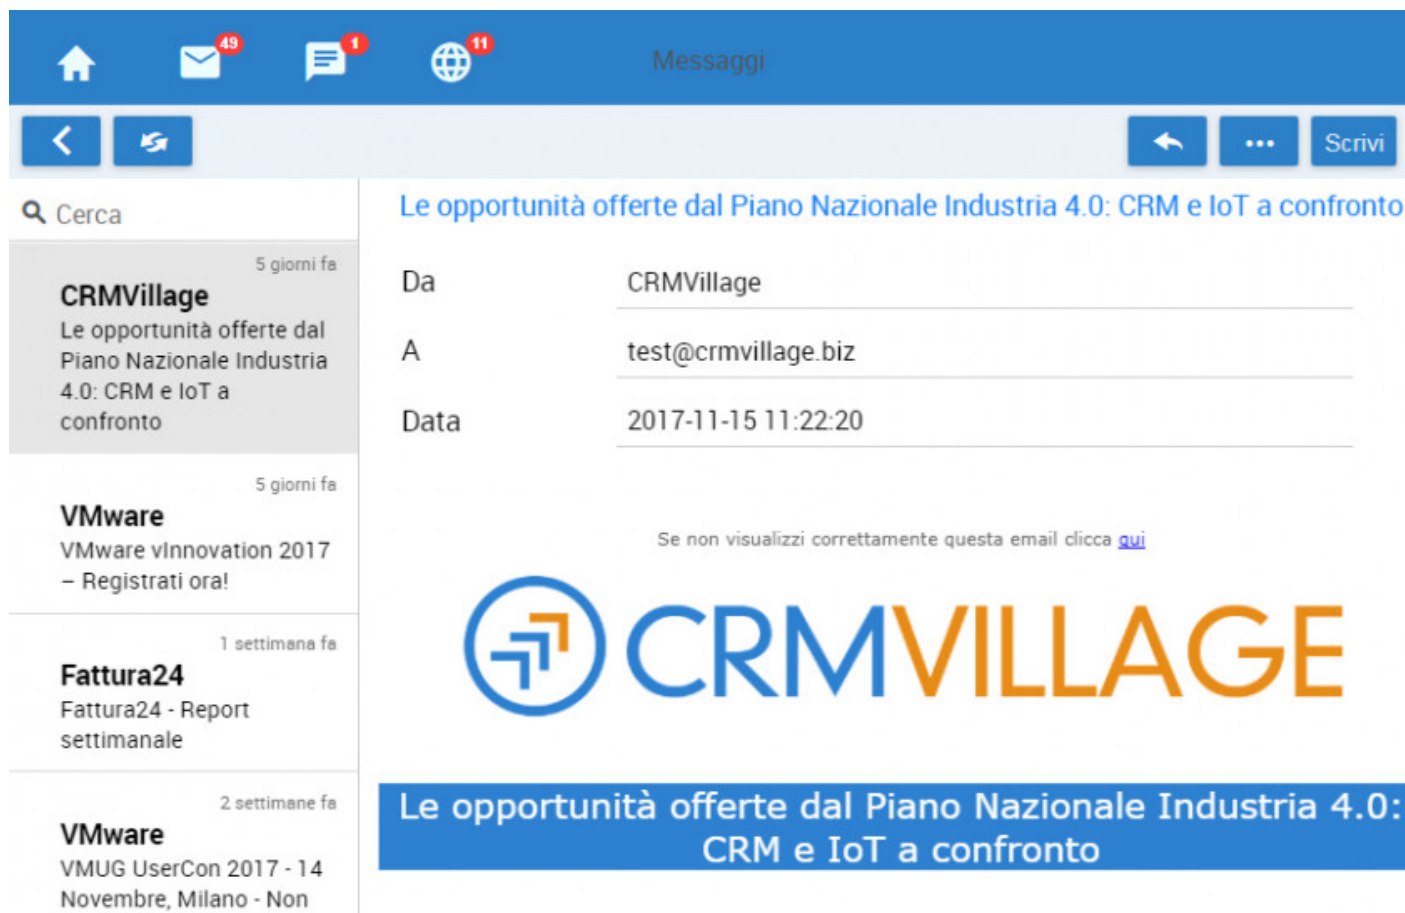 49
1
11
Messaggi
Scrivi
Cerca
5 giorni fa
CRMVillage
Le opportunità offerte dal
Piano Nazionale Industria
4.0: CRM e IoT a
confronto
5 giorni fa
VMware
VMware vInnovation 2017
– Registrati ora!
1 settimana fa
Fattura24
Fattura24 - Report
settimanale
2 settimane fa
VMware
VMUG UserCon 2017 - 14
Novembre, Milano - Non
Le opportunità offerte dal Piano Nazionale Industria 4.0: CRM e IoT a confronto
Da CRMVillage
A test@crmvillage.biz
Data 2017-11-15 11:22:20
Se non visualizzi correttamente questa email clicca qui
CRMVILLAGE
Le opportunità offerte dal Piano Nazionale Industria 4.0:
CRM e IoT a confronto